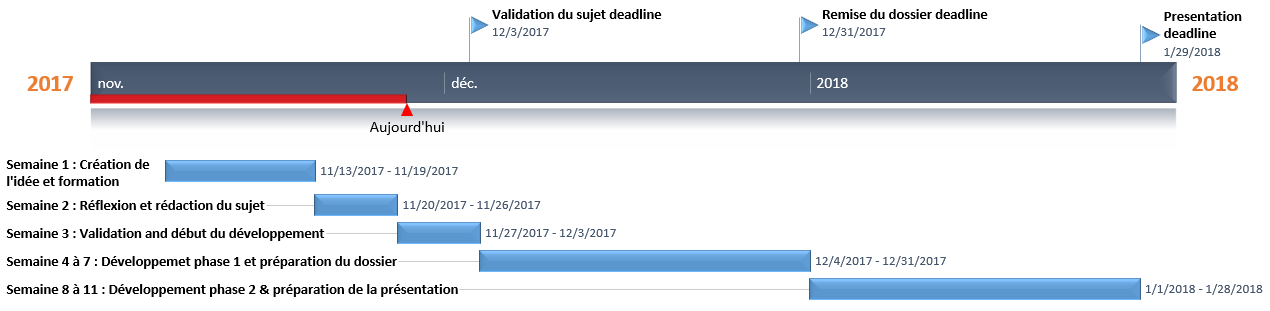 Validation du sujet deadline
12/3/2017
Remise du dossier deadline
12/31/2017
Presentation
deadline
1/29/2018
2017
nov.
déc.
2018
2018
Aujourd'hui
Semaine 1 : Création de
l'idée et formation
11/13/2017 - 11/19/2017
Semaine 2 : Réflexion et rédaction du sujet
11/20/2017 - 11/26/2017
Semaine 3 : Validation and début du développement
11/27/2017 - 12/3/2017
Semaine 4 à 7 : Développemet phase 1 et préparation du dossier
12/4/2017 - 12/31/2017
Semaine 8 à 11 : Développement phase 2 & préparation de la présentation
1/1/2018 - 1/28/2018